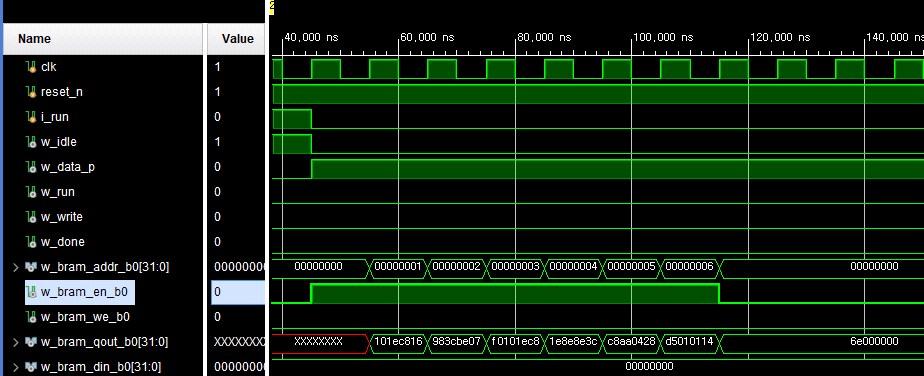 2
Name Value
40,000 ns 60,000 ns 80,000 ns 100,000 ns 120,000 ns 140,000 ns
clk 1
reset_n 1
i_run 0
w_idle 1
w_data_p 0
w_run 0
w_write 0
w_done 0
w_bram_addr_b0[31:0] 00000000 00000000 00000001 00000002 00000003 00000004 00000005 00000006 00000000
w_bram_en_b0 0
w_bram_we_b0 0
w_bram_qout_b0[31:0] XXXXXXX XXXXXXXX 101ec816 983cbe07 f0101ec8 1e8e8e3c c8aa0428 d5010114 6e000000
w_bram_din_b0[31:0] 00000000 00000000